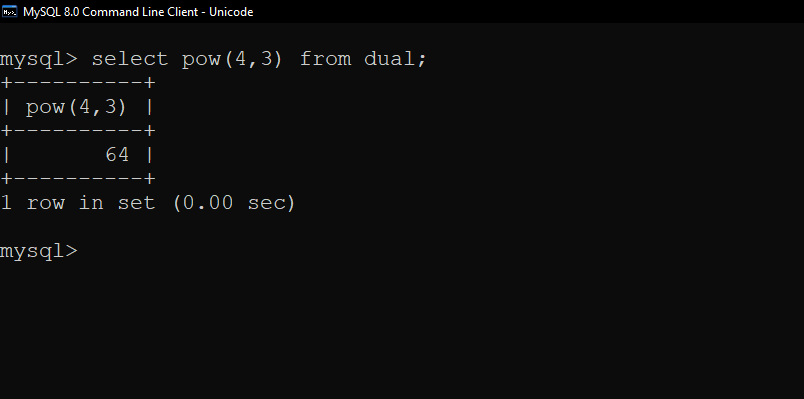 MySQL 8.0 Command Line Client - Unicode
mysql> select pow(4,3) from dual;
+----------+
| pow(4,3) |
+----------+
|       64 |
+----------+
1 row in set (0.00 sec)
mysql>